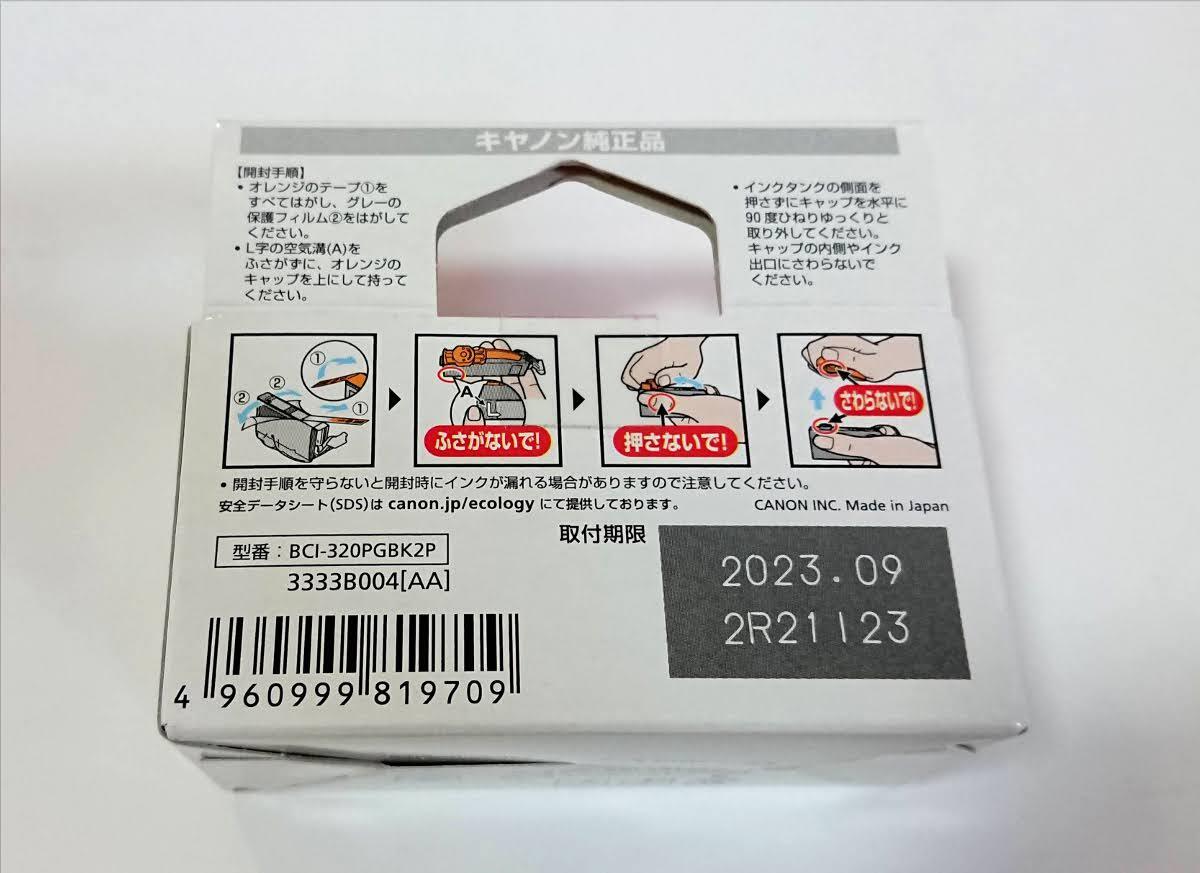 キヤノン純正品
【開封手順】
• オレンジのテープ①を
すべてはがし、グレーの
保護フィルム②をはがして
ください。
• L字の空気溝(A)を
ふさがずに、オレンジの
キャップを上にして持って
ください。
• インクタンクの側面を
押さずにキャップを水平に
90度ひねりゆっくりと
取り外してください。
キャップの内側やインク
出口にさわらないで
ください。
①
②
②
①
A
L
ふさがないで!
押さないで!
さわらないで!
• 開封手順を守らないと開封時にインクが漏れる場合がありますので注意してください。
安全データシート(SDS)は canon.jp/ecology にて提供しております。
CANON INC. Made in Japan
取付期限
型番：BCI-320PGBK2P
3333B004[AA]
2023.09
2R21123
4 960999 819709